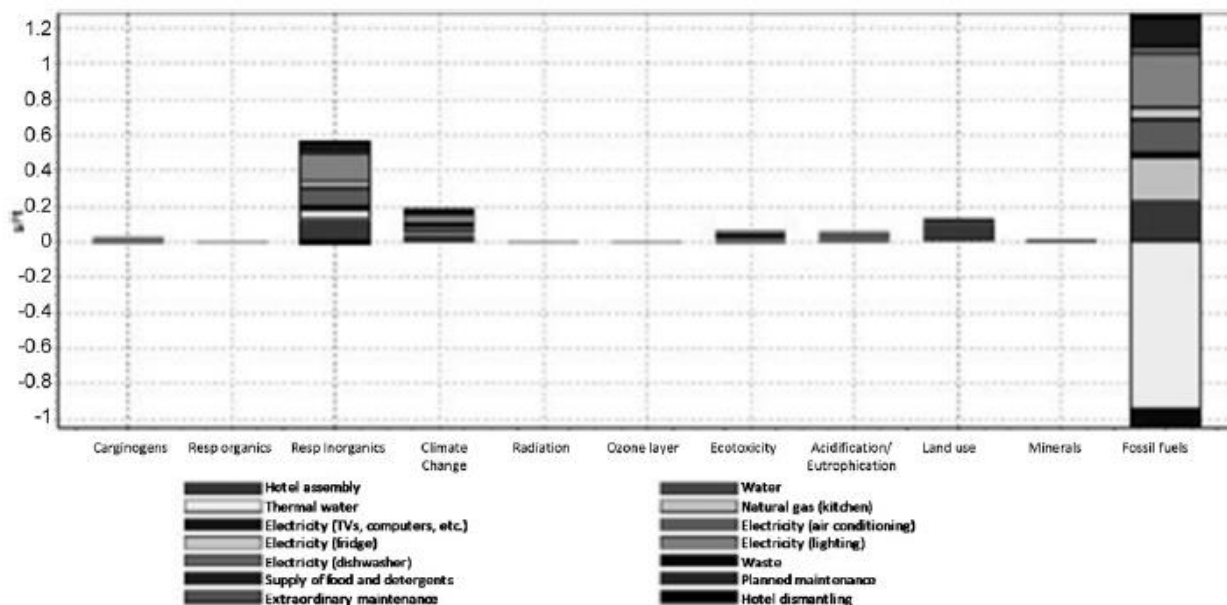 1.2
1
0.8
0.6
0.4
0.2
0
-0.2
-0.4
-0.6
-0.8
-1
Carginogens
Resp organics
Resp Inorganics
Climate
Change
Radiation
Ozone layer
Ecotoxicity
Acidification/
Eutrophication
Land use
Minerals
Fossil fuels
Hotel assembly
Water
Thermal water
Natural gas (kitchen)
Electricity (TVs, computers, etc.)
Electricity (air conditioning)
Electricity (fridge)
Electricity (lighting)
Electricity (dishwasher)
Waste
Supply of food and detergents
Planned maintenance
Extraordinary maintenance
Hotel dismantling